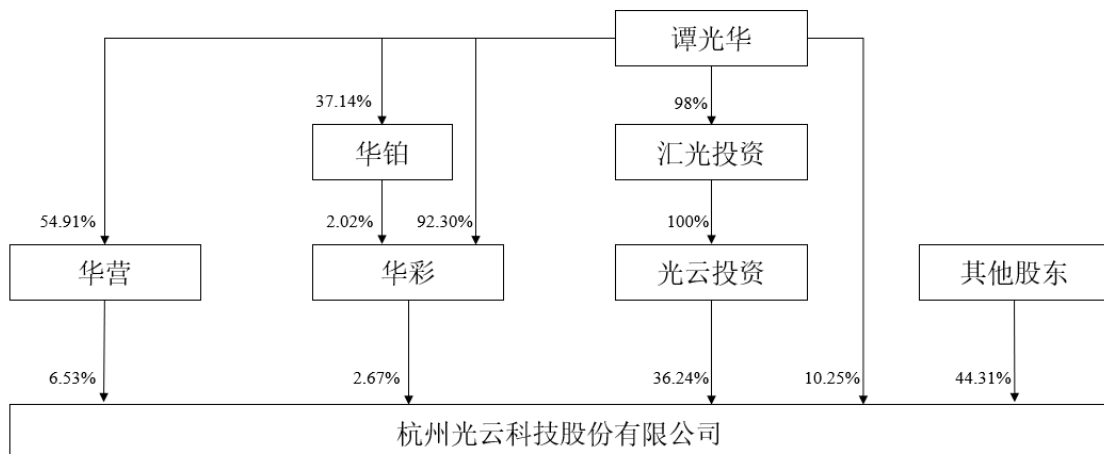 谭光华
37.14%
98%
华铂
汇光投资
54.91%
2.02%
92.30%
100%
华营
华彩
光云投资
其他股东
6.53%
2.67%
36.24%
10.25%
44.31%
杭州光云科技股份有限公司